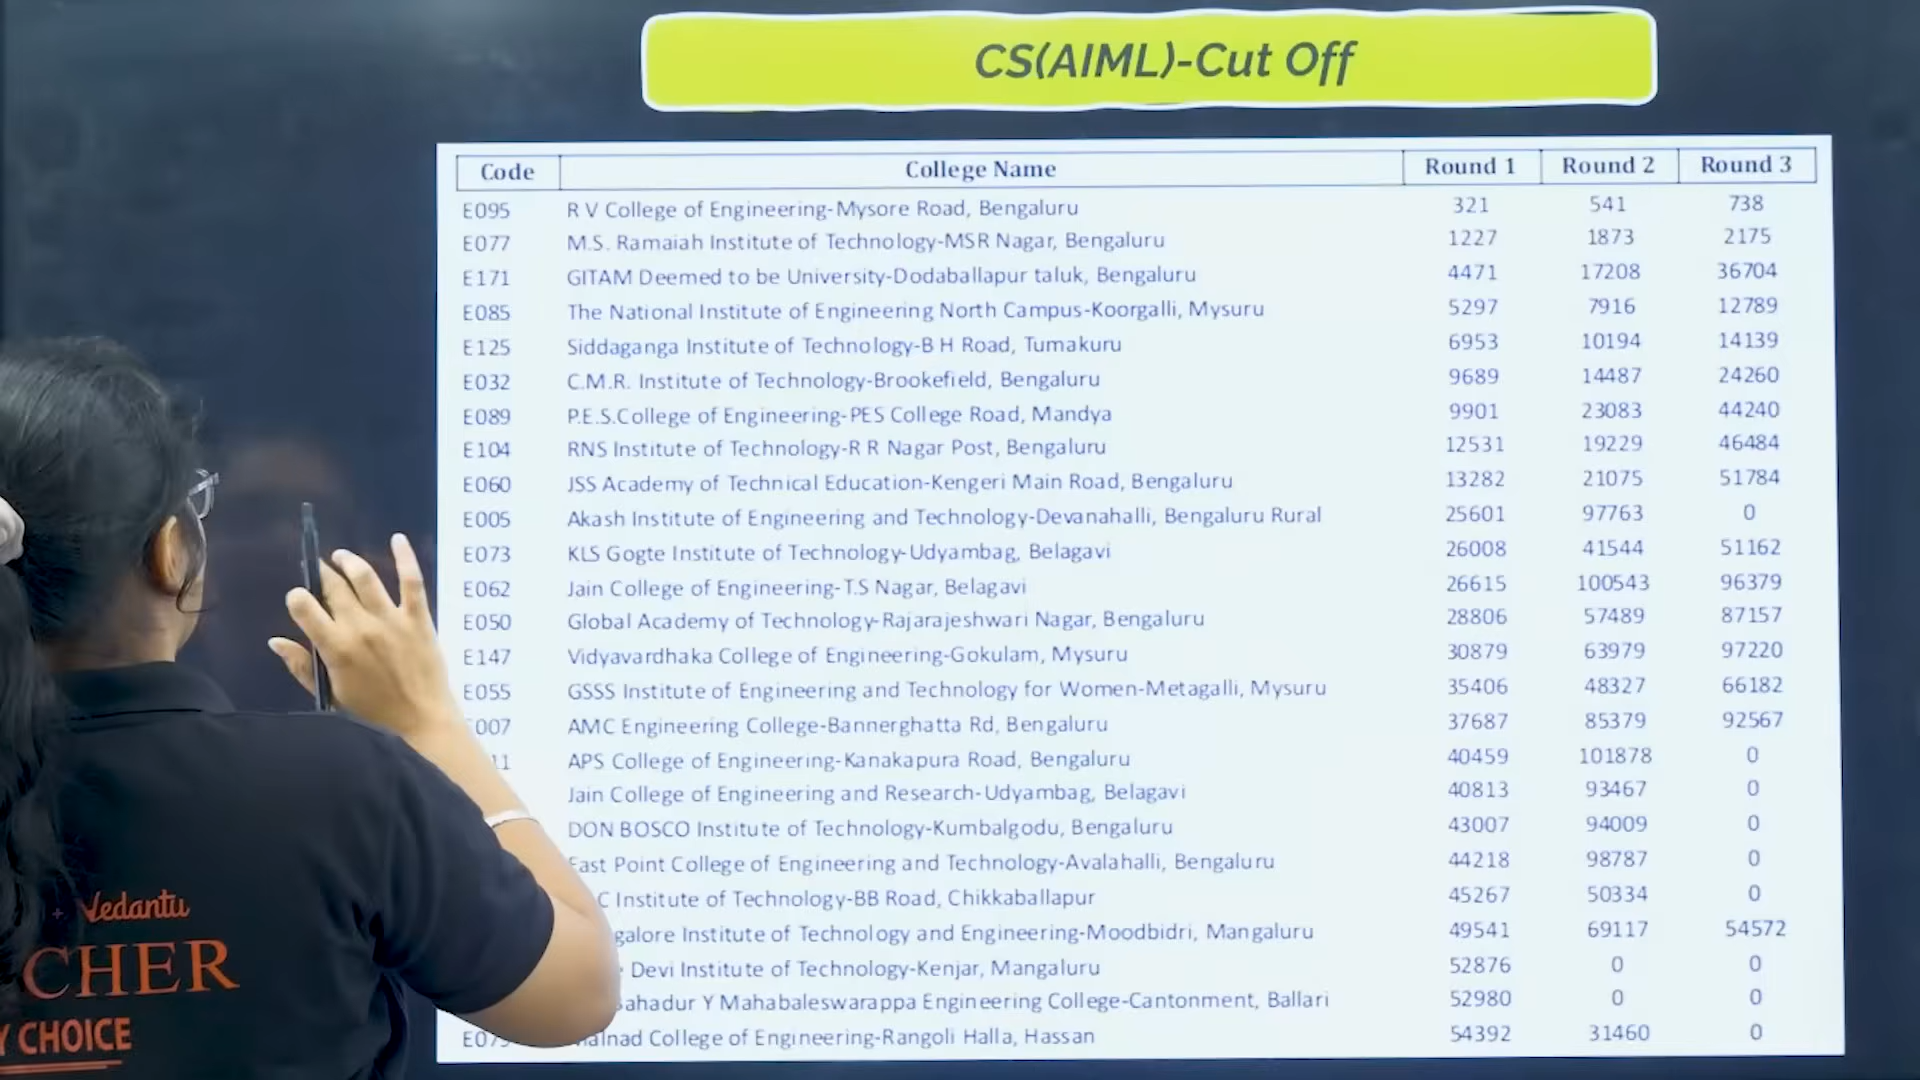 CS(AIML)-Cut Off
Code College Name Round 1 Round 2 Round 3
E095 R V College of Engineering-Mysore Road, Bengaluru 321 541 738
E077 M.S. Ramaiah Institute of Technology-MSR Nagar, Bengaluru 1227 1873 2175
E171 GITAM Deemed to be University-Dodaballapur taluk, Bengaluru 4471 17208 36704
E085 The National Institute of Engineering North Campus-Koorgalli, Mysuru 5297 7916 12789
E125 Siddaganga Institute of Technology-B H Road, Tumakuru 6953 10194 14139
E032 C.M.R. Institute of Technology-Brookefield, Bengaluru 9689 14487 24260
E089 P.E.S.College of Engineering-PES College Road, Mandya 9901 23083 44240
E104 RNS Institute of Technology-R R Nagar Post, Bengaluru 12531 19229 46484
E060 JSS Academy of Technical Education-Kengeri Main Road, Bengaluru 13282 21075 51784
E005 Akash Institute of Engineering and Technology-Devanahalli, Bengaluru Rural 25601 97763 0
E073 KLS Gogte Institute of Technology-Udyambag, Belagavi 26008 41544 51162
E062 Jain College of Engineering-T.S Nagar, Belagavi 26615 100543 96379
E050 Global Academy of Technology-Rajarajeshwari Nagar, Bengaluru 28806 57489 87157
E147 Vidyavardhaka College of Engineering-Gokulam, Mysuru 30879 63979 97220
E055 GSSS Institute of Engineering and Technology for Women-Metagalli, Mysuru 35406 48327 66182
007 AMC Engineering College-Bannerghatta Rd, Bengaluru 37687 85379 92567
11 APS College of Engineering-Kanakapura Road, Bengaluru 40459 101878 0
Jain College of Engineering and Research-Udyambag, Belagavi 40813 93467 0
DON BOSCO Institute of Technology-Kumbalgodu, Bengaluru 43007 94009 0
East Point College of Engineering and Technology-Avalahalli, Bengaluru 44218 98787 0
C Institute of Technology-BB Road, Chikkaballapur 45267 50334 0
galore Institute of Technology and Engineering-Moodbidri, Mangaluru 49541 69117 54572
Devi Institute of Technology-Kenjar, Mangaluru 52876 0 0
Bahadur Y Mahabaleswarappa Engineering College-Cantonment, Ballari 52980 0 0
Malnad College of Engineering-Rangoli Halla, Hassan 54392 31460 0
Vedantu
CHER
Y CHOICE